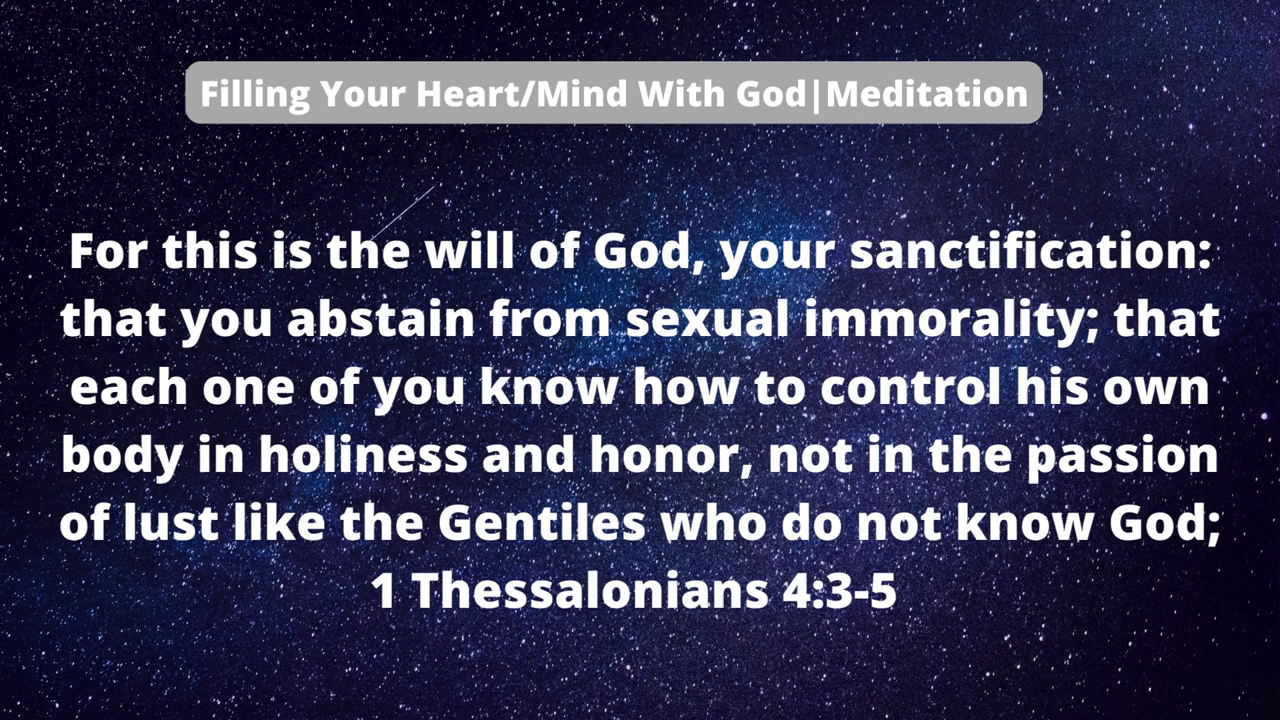 Filling Your Heart/Mind With God|Meditation
For this is the will of God, your sanctification:
that you abstain from sexual immorality; that
each one of you know how to control his own
body in holiness and honor, not in the passion
of lust like the Gentiles who do not know God;
1 Thessalonians 4:3-5